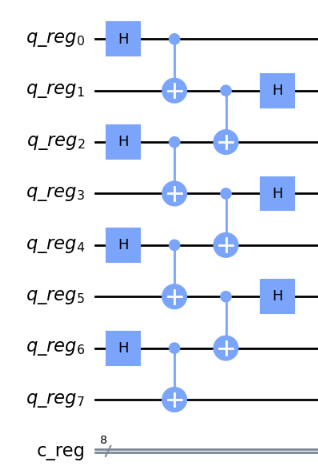 q_reg₀ H
q_reg₁ H
q_reg₂ H
q_reg₃ H
q_reg₄ H
q_reg₅ H
q_reg₆ H
q_reg₇
8
c_reg